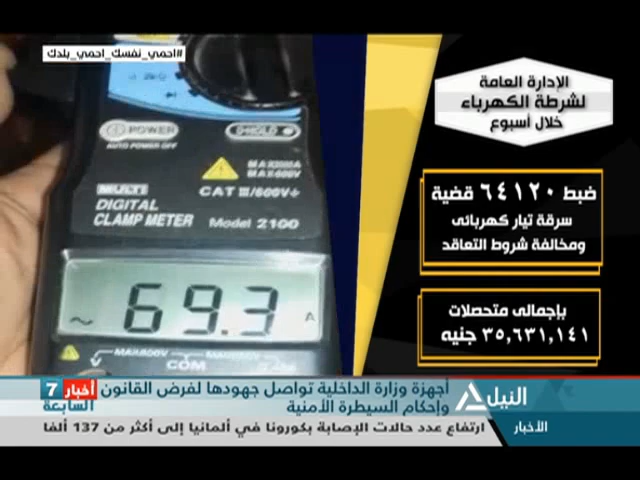 #احمي_نفسك_احمي_بلدك
POWER
D-HOLD
AUTO POWER OFF
MAX 600V
CAT III/600V
MULTI
DIGITAL
CLAMP METER Model 2100
69.3
~ A
COM
الإدارة العامة
لشرطة الكهرباء
خلال أسبوع
ضبط ٦٤١٢٠ قضية
سرقة تيار كهربائى
ومخالفة شروط التعاقد
بإجمالى متحصلات
٣٥,٦٣١,١٤١ جنيه
أخبار 7
السابعة
أجهزة وزارة الداخلية تواصل جهودها لفرض القانون
وإحكام السيطرة الأمنية
النيل
الأخبار
ارتفاع عدد حالات الإصابة بكورونا في ألمانيا إلى أكثر من 137 ألفا